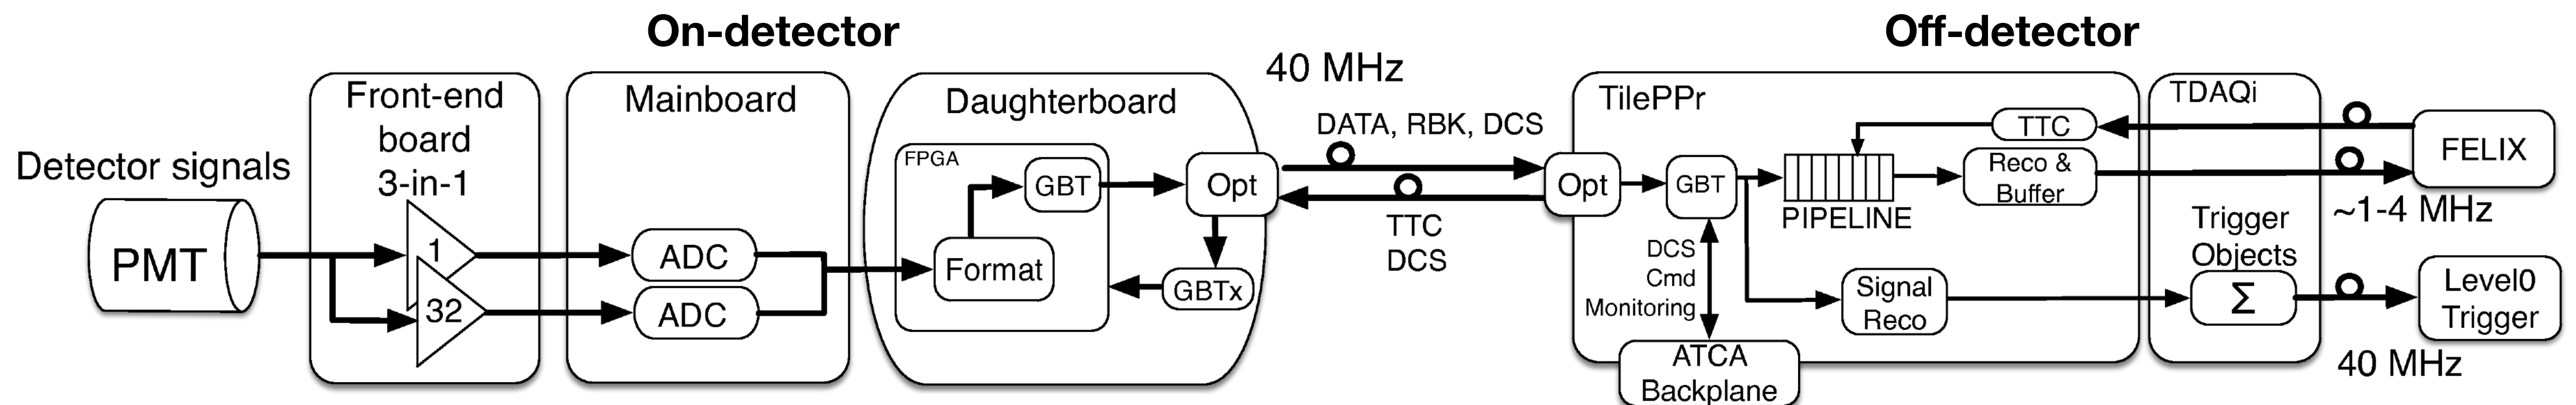 On-detector
Off-detector
Detector signals
PMT
Front-end
board
3-in-1
1
32
Mainboard
ADC
ADC
Daughterboard
FPGA
GBT
Format
Opt
GBTx
40 MHz
DATA, RBK, DCS
TTC
DCS
TilePPr
Opt
GBT
DCS
Cmd
Monitoring
ATCA
Backplane
PIPELINE
TTC
Reco &
Buffer
Signal
Reco
TDAQi
Trigger
Objects
Σ
FELIX
~1-4 MHz
Level0
Trigger
40 MHz